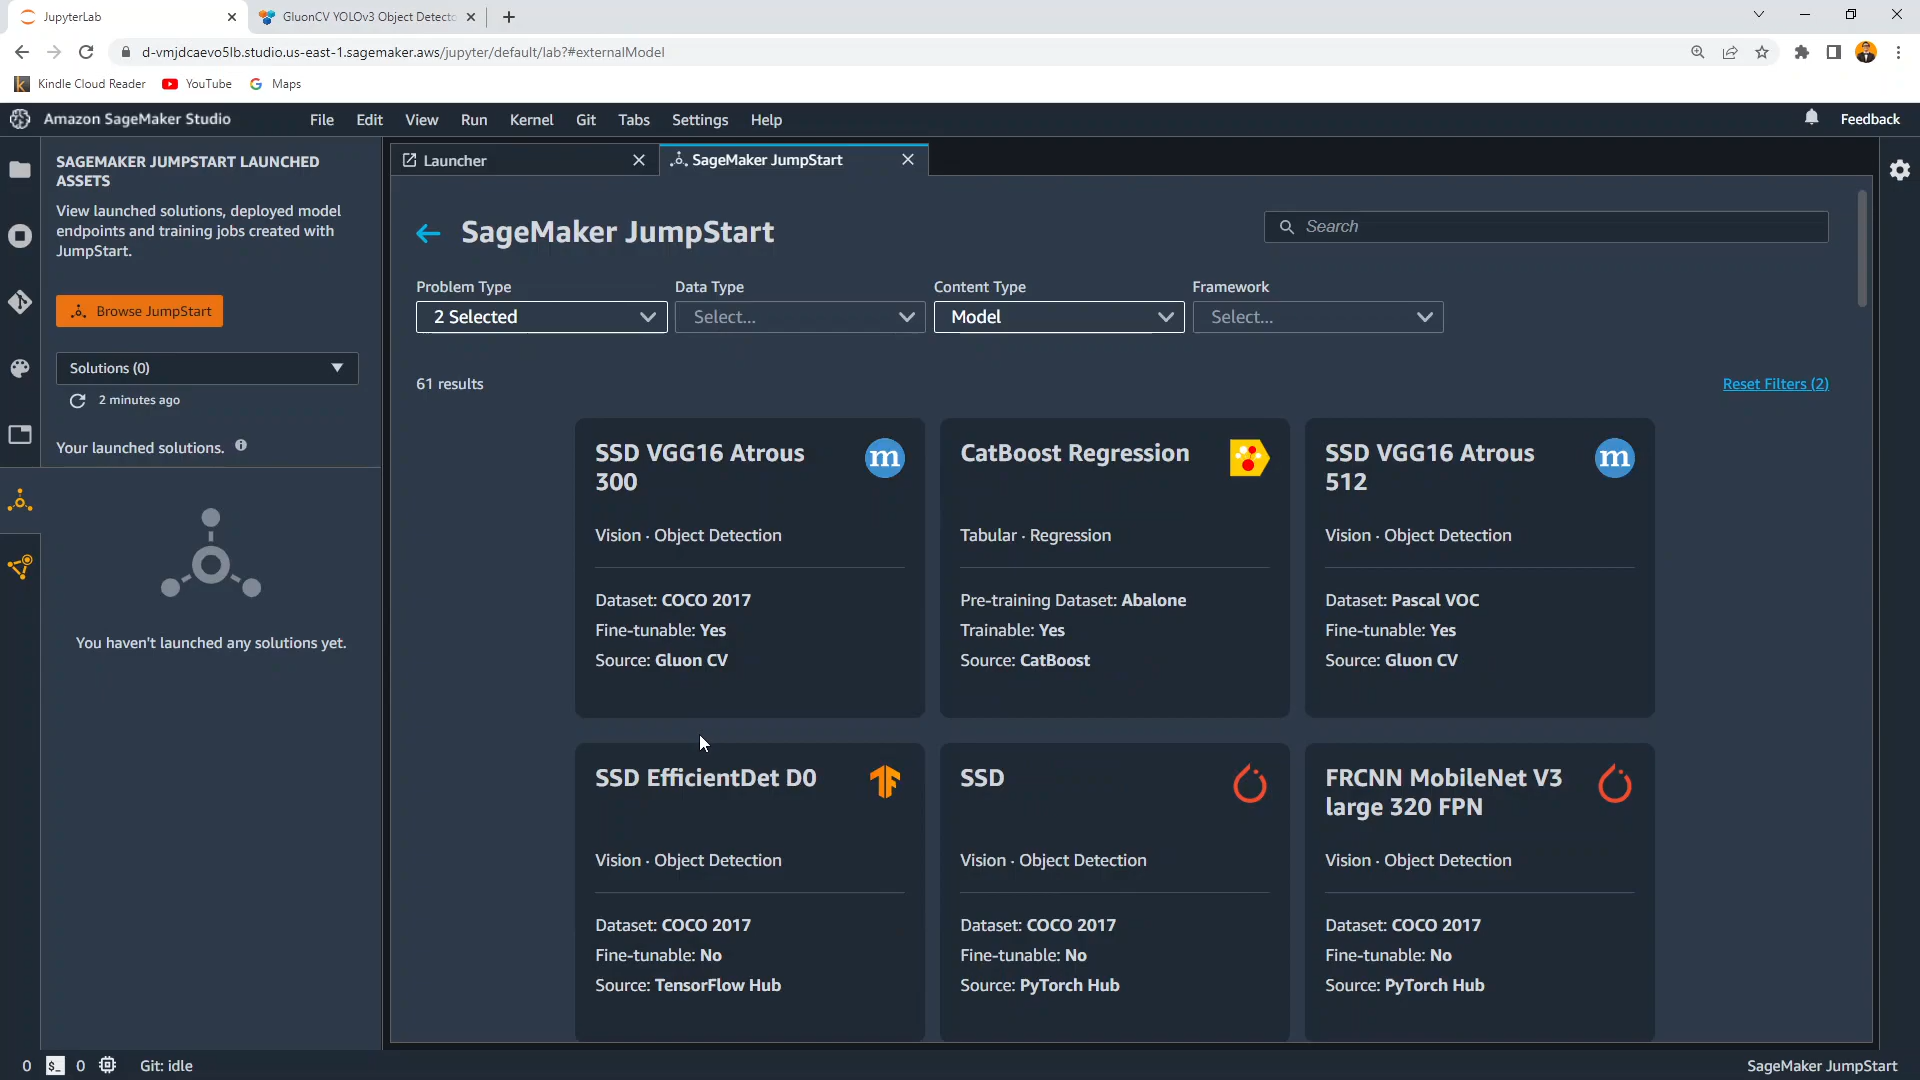 JupyterLab
GluonCV YOLOv3 Object Detecto
d-vmjdcaevo5lb.studio.us-east-1.sagemaker.aws/jupyter/default/lab?#externalModel
Kindle Cloud Reader
YouTube
Maps
Amazon SageMaker Studio
File
Edit
View
Run
Kernel
Git
Tabs
Settings
Help
Feedback
SAGEMAKER JUMPSTART LAUNCHED
ASSETS
View launched solutions, deployed model
endpoints and training jobs created with
JumpStart.
Browse JumpStart
Solutions (0)
2 minutes ago
Your launched solutions.
You haven't launched any solutions yet.
Launcher
SageMaker JumpStart
SageMaker JumpStart
Search
Problem Type
Data Type
Content Type
Framework
2 Selected
Select...
Model
Select...
61 results
Reset Filters (2)
SSD VGG16 Atrous
300
m
Vision · Object Detection
Dataset: COCO 2017
Fine-tunable: Yes
Source: Gluon CV
CatBoost Regression
Tabular · Regression
Pre-training Dataset: Abalone
Trainable: Yes
Source: CatBoost
SSD VGG16 Atrous
512
m
Vision · Object Detection
Dataset: Pascal VOC
Fine-tunable: Yes
Source: Gluon CV
SSD EfficientDet D0
Vision · Object Detection
Dataset: COCO 2017
Fine-tunable: No
Source: TensorFlow Hub
SSD
Vision · Object Detection
Dataset: COCO 2017
Fine-tunable: No
Source: PyTorch Hub
FRCNN MobileNet V3
large 320 FPN
Vision · Object Detection
Dataset: COCO 2017
Fine-tunable: No
Source: PyTorch Hub
0
$_
0
Git: idle
SageMaker JumpStart